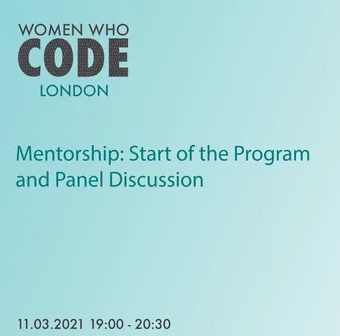 WOMEN WHO
CODE
LONDON
Mentorship: Start of the Program
and Panel Discussion
11.03.2021 19:00 - 20:30